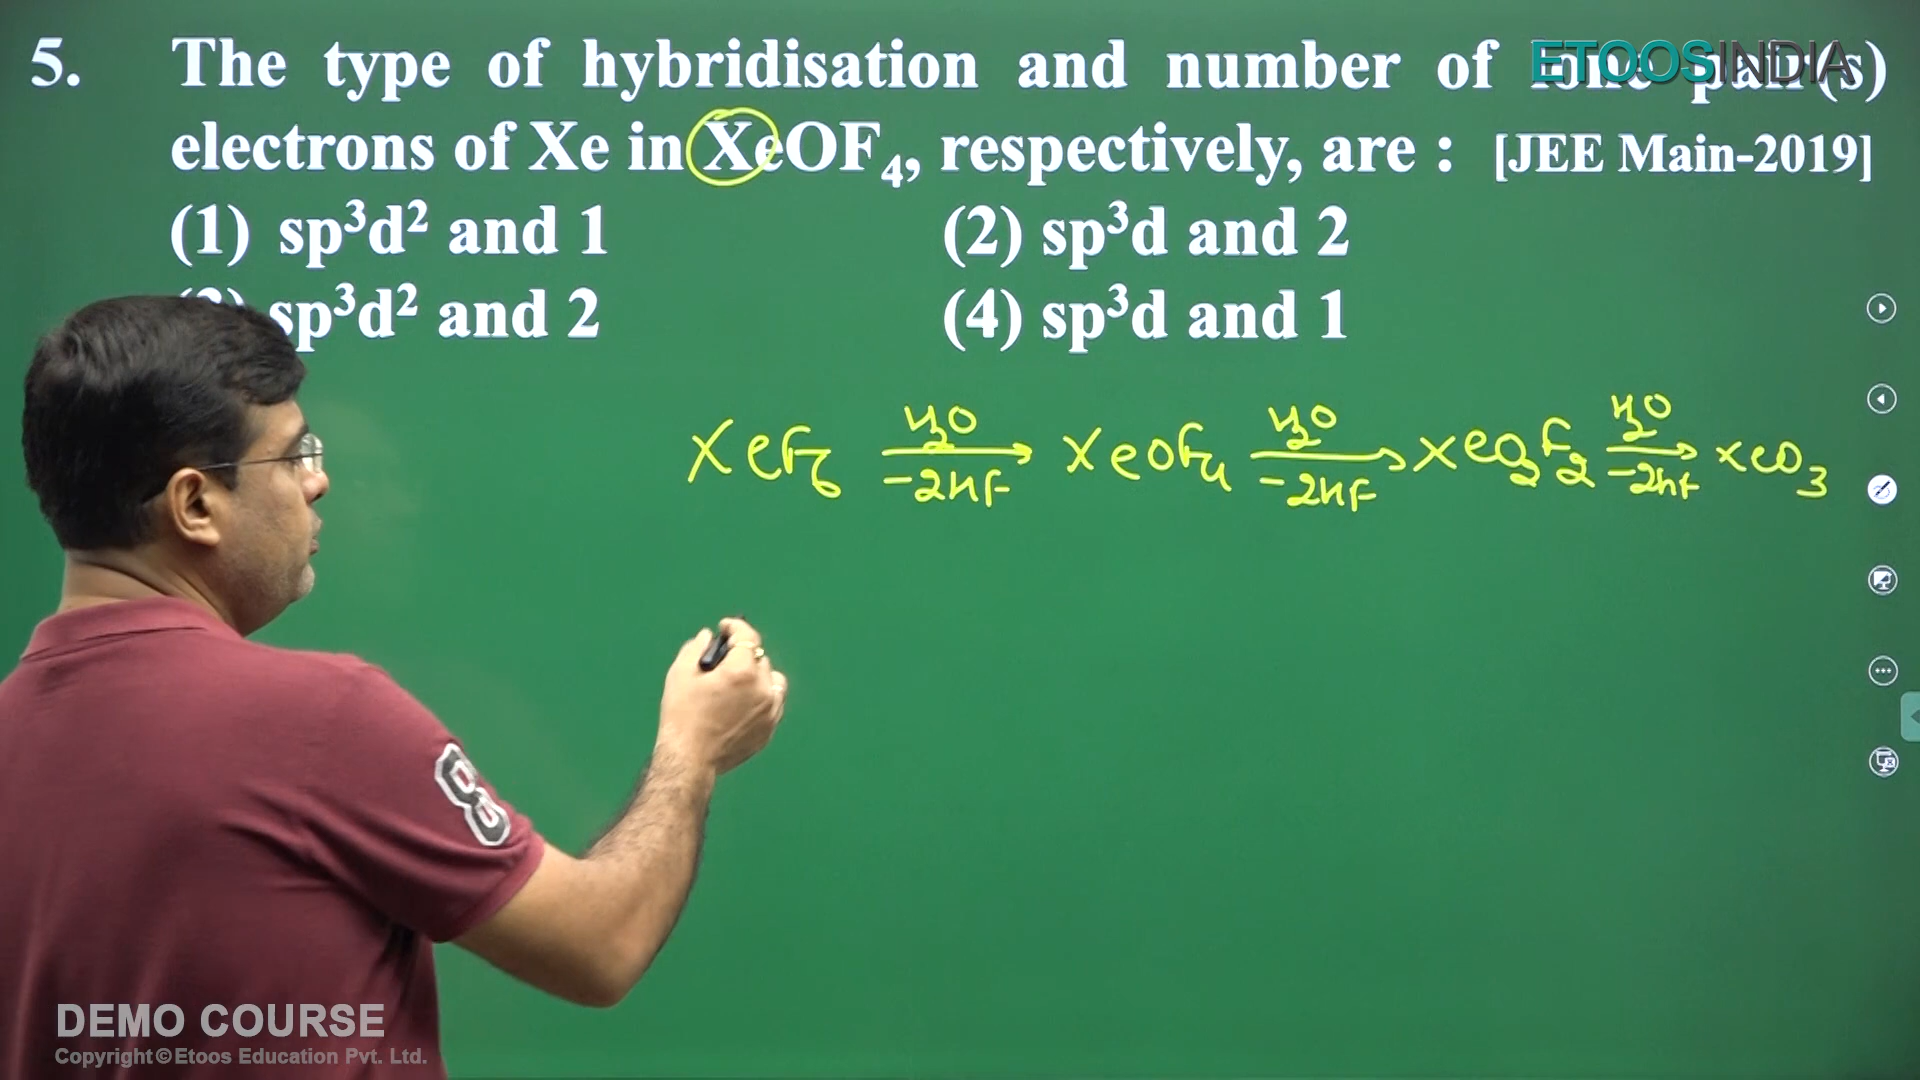 5. The type of hybridisation and number of lone pair(s)
ETOOSINDIA
electrons of Xe in XeOF₄, respectively, are : [JEE Main-2019]
(1) sp³d² and 1 (2) sp³d and 2
sp³d² and 2 (4) sp³d and 1
XeF₆ H₂O → -2HF XeOF₄ H₂O → -2HF XeO₂F₂ H₂O → -2HF XeO₃
8
DEMO COURSE
Copyright©Etoos Education Pvt. Ltd.